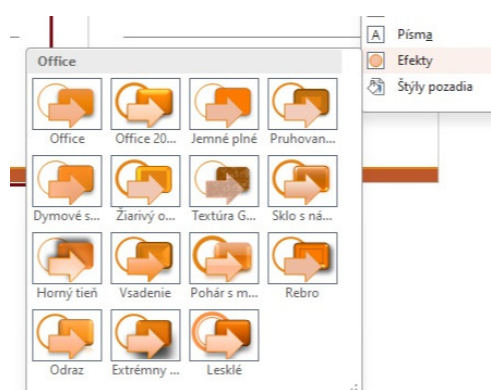 Písma
Office
Efekty
Štýly pozadia
Office
Office 20...
Jemné plné
Pruhovan...
Dymové s...
Žiarivý o...
Textúra G...
Sklo s ná...
Horný tieň
Vsadenie
Pohár s m...
Rebro
Odraz
Extrémny ...
Lesklé